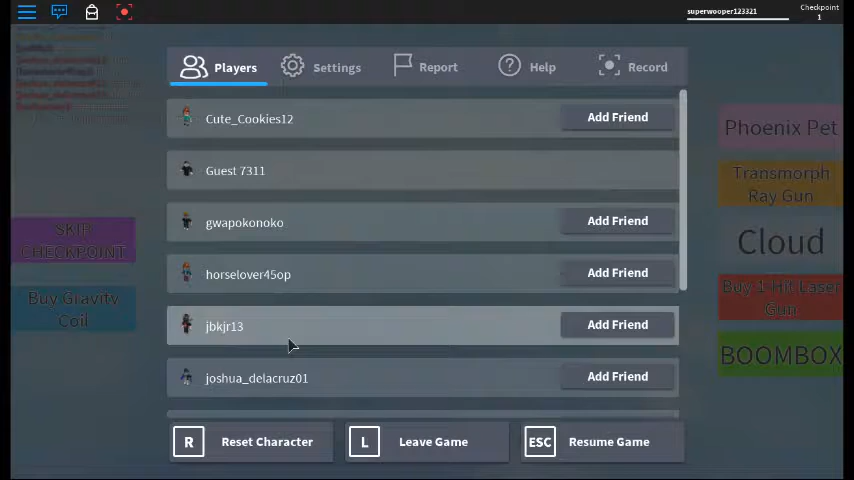 superwooper123321
Checkpoint
1
Players
Settings
Report
Help
Record
Cute_Cookies12
Add Friend
Guest 7311
gwapokonoko
Add Friend
horselover45op
Add Friend
jbkjr13
Add Friend
joshua_delacruz01
Add Friend
SKIP
CHECKPOINT
Buy Gravity
Coil
Phoenix Pet
Transmorph
Ray Gun
Cloud
Buy 1-Hit Laser
Gun
BOOMBOX
R
Reset Character
L
Leave Game
ESC
Resume Game